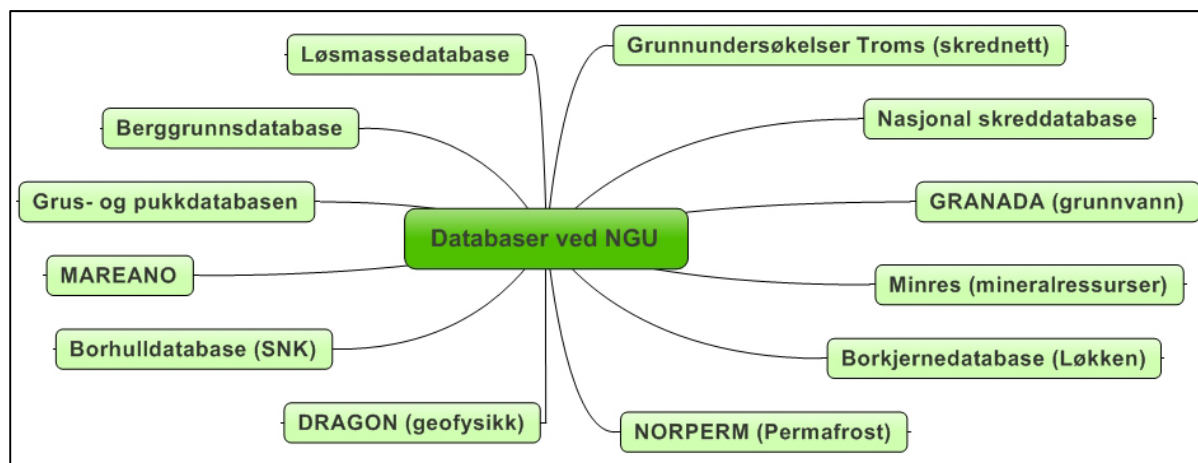 Løsmassedatabase
Grunnundersøkelser Troms (skrednett)
Berggrunnsdatabase
Nasjonal skreddatabase
Grus- og pukkdatabasen
GRANADA (grunnvann)
Databaser ved NGU
MAREANO
Minres (mineralressurser)
Borhulldatabase (SNK)
Borkjernedatabase (Løkken)
DRAGON (geofysikk)
NORPERM (Permafrost)